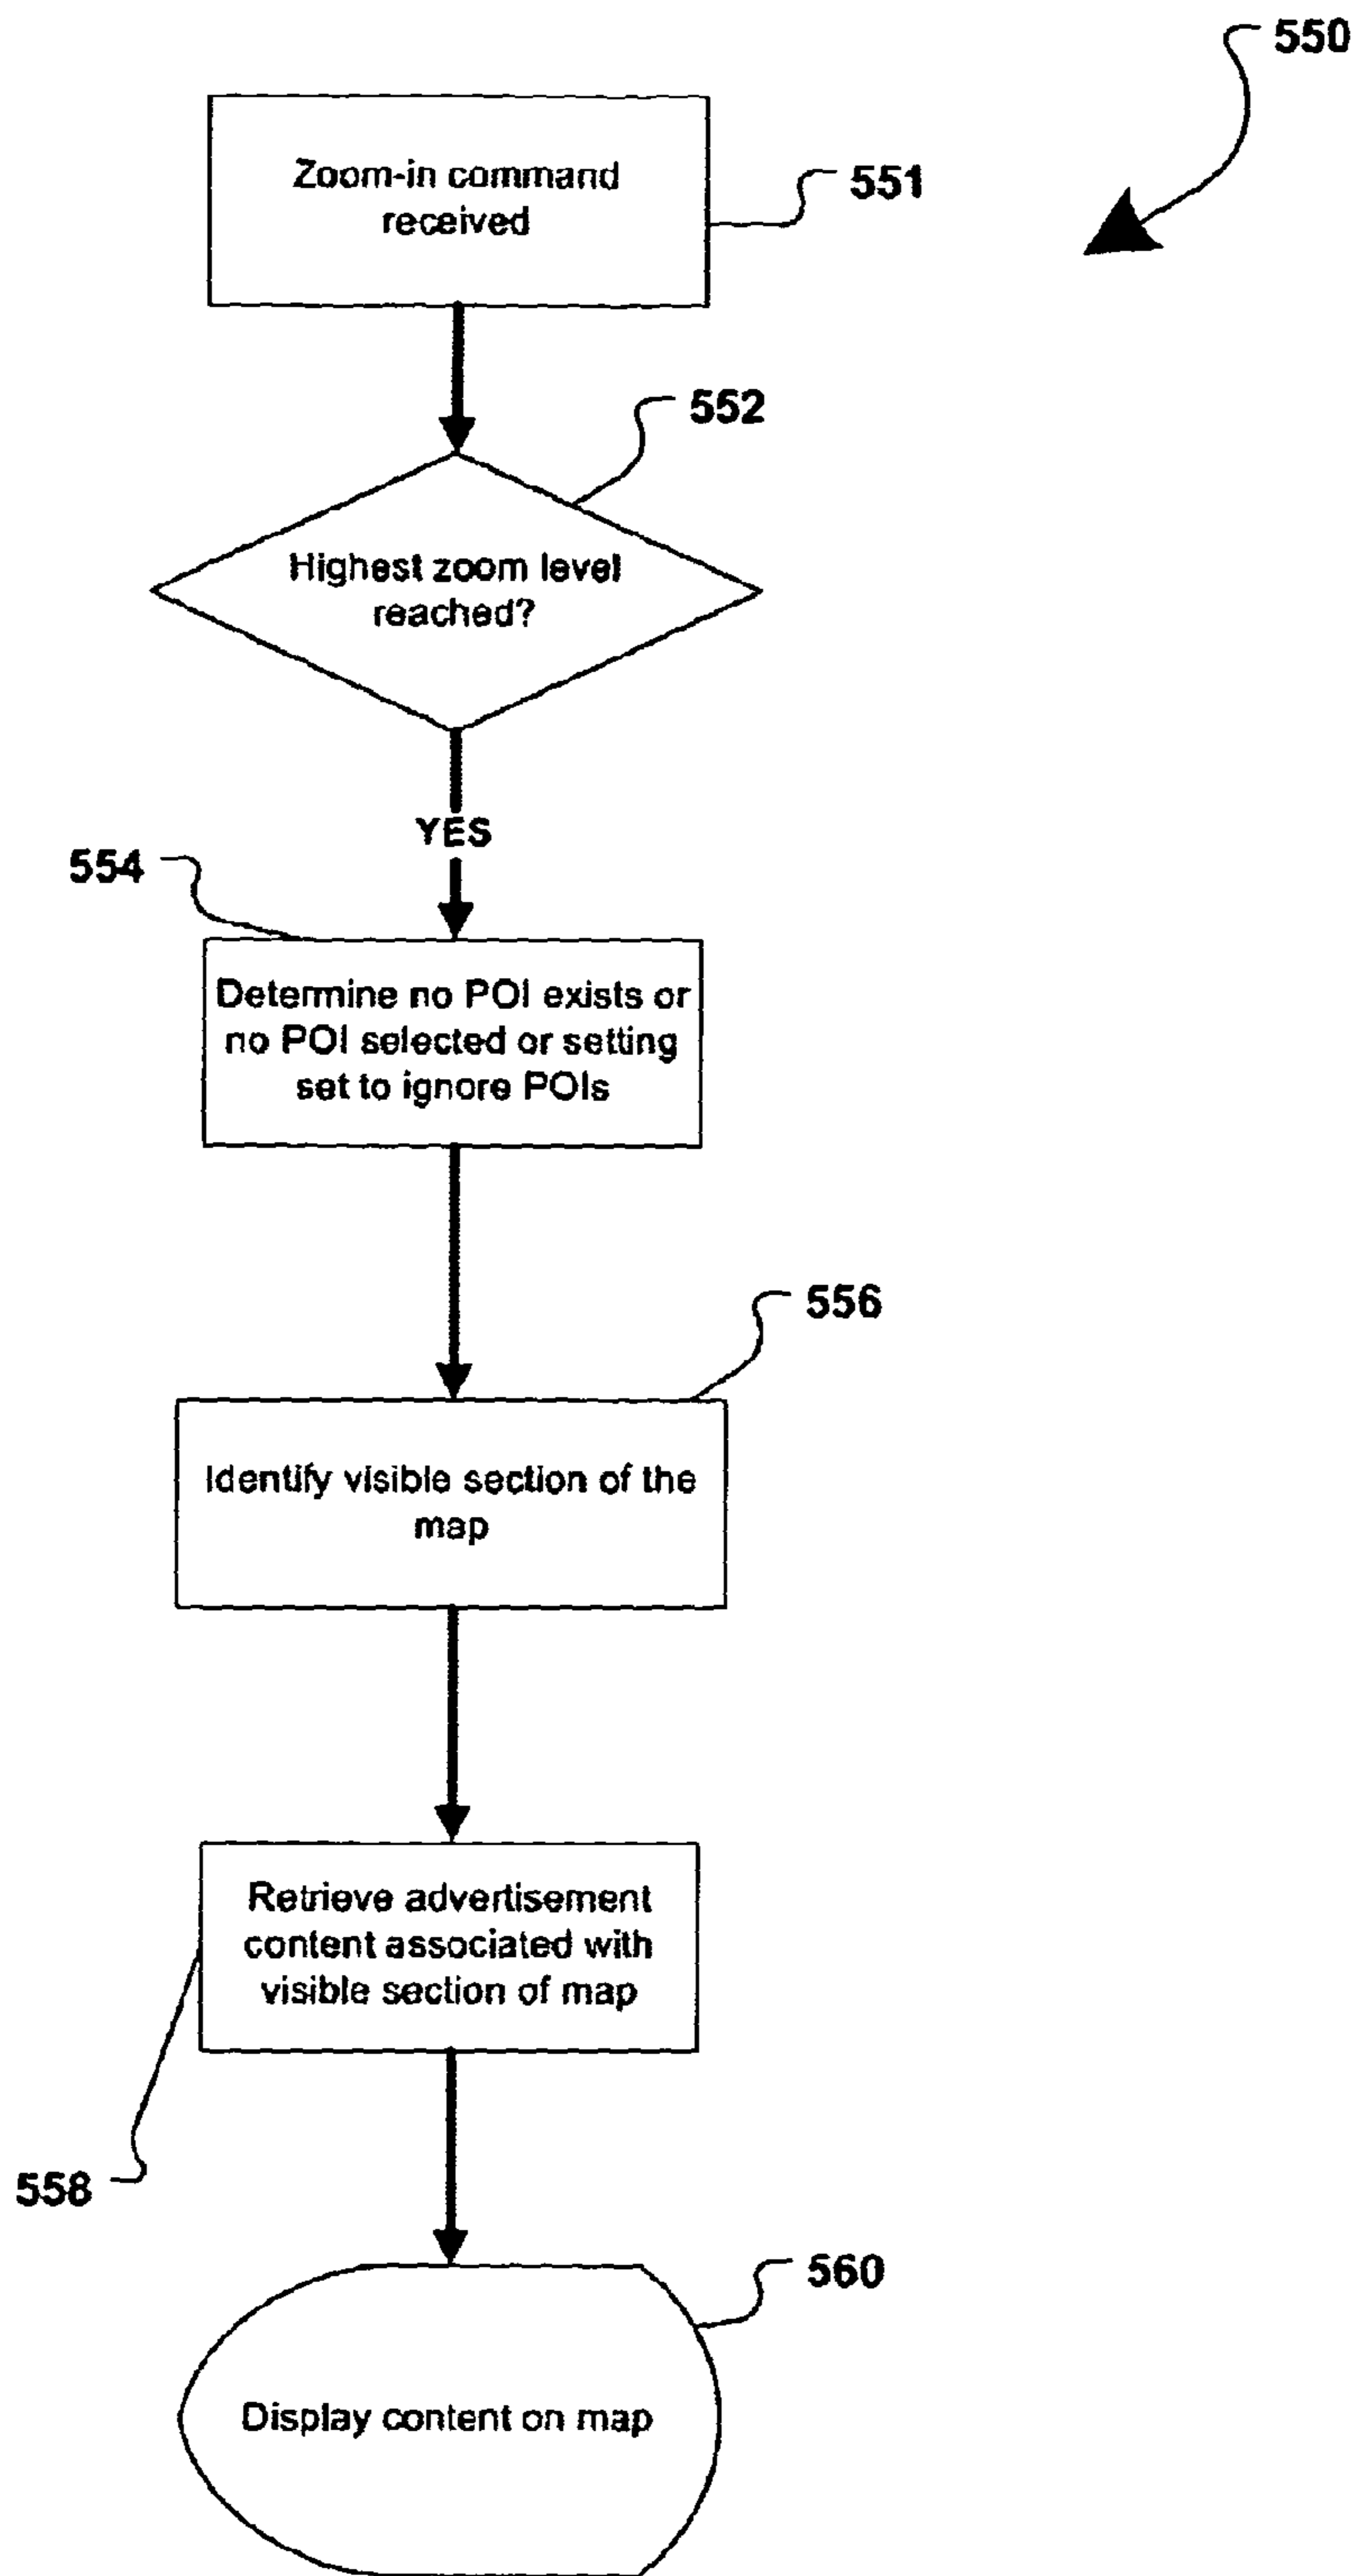 550
Zoom-in command
received
551
552
Highest zoom level
reached?
YES
554
Determine no POI exists or
no POI selected or setting
set to ignore POIs
556
Identify visible section of the
map
Retrieve advertisement
content associated with
visible section of map
558
560
Display content on map